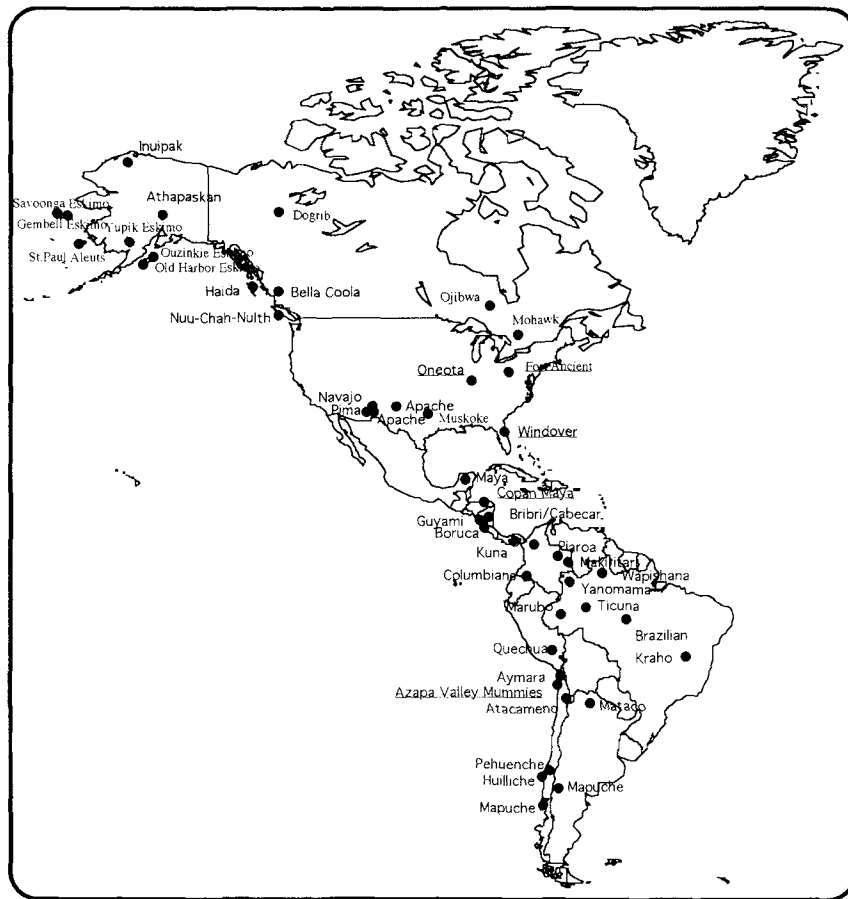 Inuipak
Savoonga Eskimo
Athapaskan
Dogrib
Gembell Eskimo
Yupik Eskimo
St.Paul Aleuts
Ouzinkie Eskimo
Old Harbor Eskimo
Haida
Bella Coola
Ojibwa
Nuu-Chah-Nulth
Mohawk
Oneota
Fort Ancient
Navajo
Pima
Apache
Apache
Muskoke
Windover
Maya
Copan Maya
Guyami
Bribri/Cabecar
Boruca
Kuna
Piaroa
Makiritare
Columbians
Wapishana
Yanomama
Marubo
Ticuna
Brazilian
Quechua
Kraho
Aymara
Azapa Valley Mummies
Atacameno
Mataco
Pehuenche
Huilliche
Mapuche
Mapuche